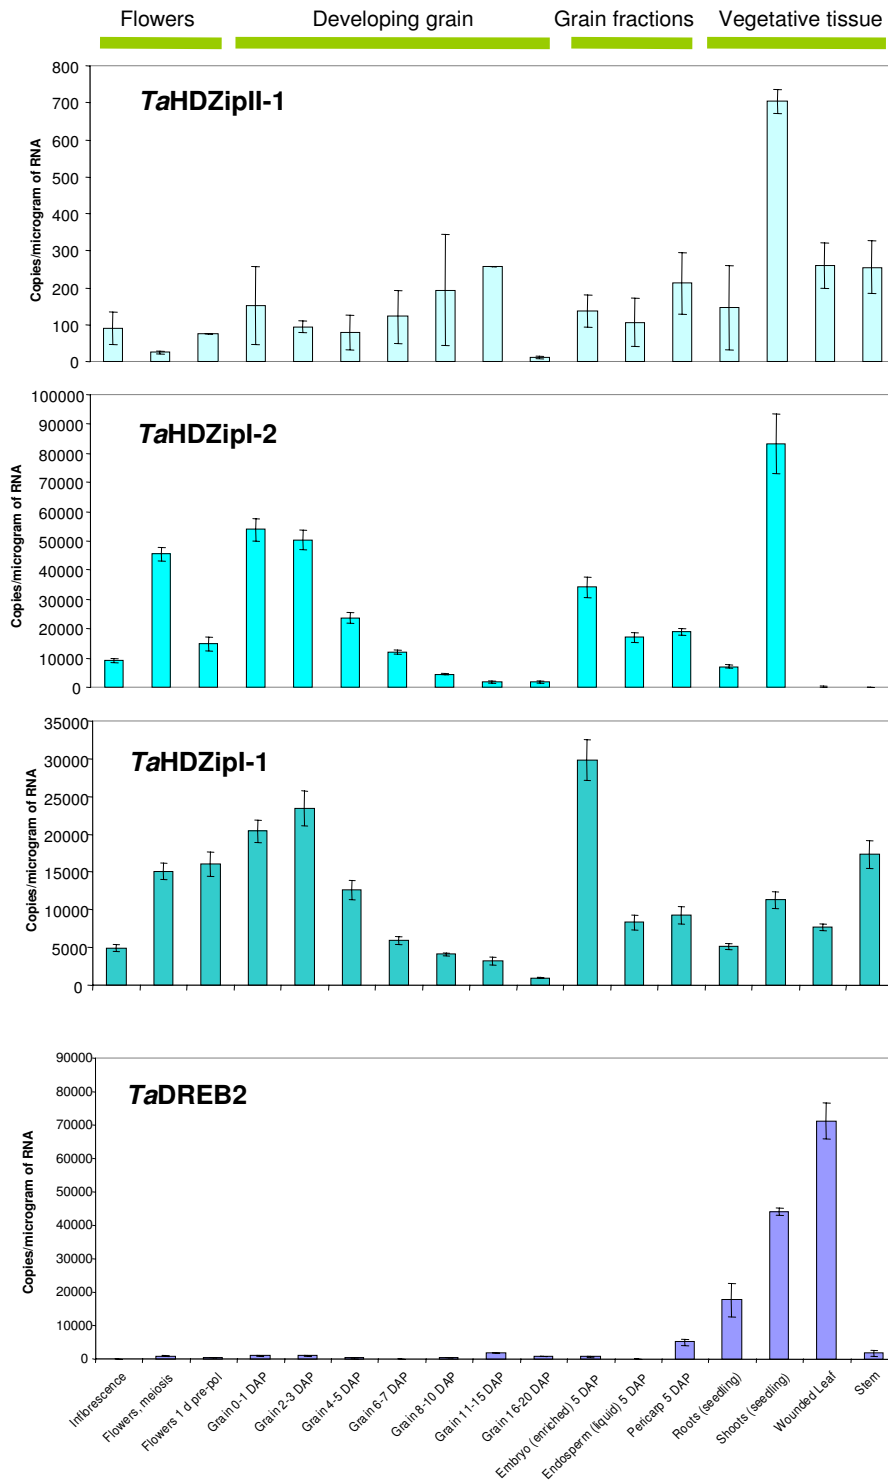 Flowers Developing grain Grain fractions Vegetative tissue
TaHDZipII-1
Copies/microgram of RNA
800
700
600
500
400
300
200
100
0
TaHDZipI-2
Copies/microgram of RNA
100000
90000
80000
70000
60000
50000
40000
30000
20000
10000
0
TaHDZipI-1
Copies/microgram of RNA
35000
30000
25000
20000
15000
10000
5000
0
TaDREB2
Copies/microgram of RNA
90000
80000
70000
60000
50000
40000
30000
20000
10000
0
Inflorescence
Flowers, meiosis
Flowers 1 d pre-pol
Grain 0-1 DAP
Grain 2-3 DAP
Grain 4-5 DAP
Grain 6-7 DAP
Grain 8-10 DAP
Grain 11-15 DAP
Grain 16-20 DAP
Embryo (enriched) 5 DAP
Endosperm (liquid) 5 DAP
Pericarp 5 DAP
Roots (seedling)
Shoots (seedling)
Wounded Leaf
Stem